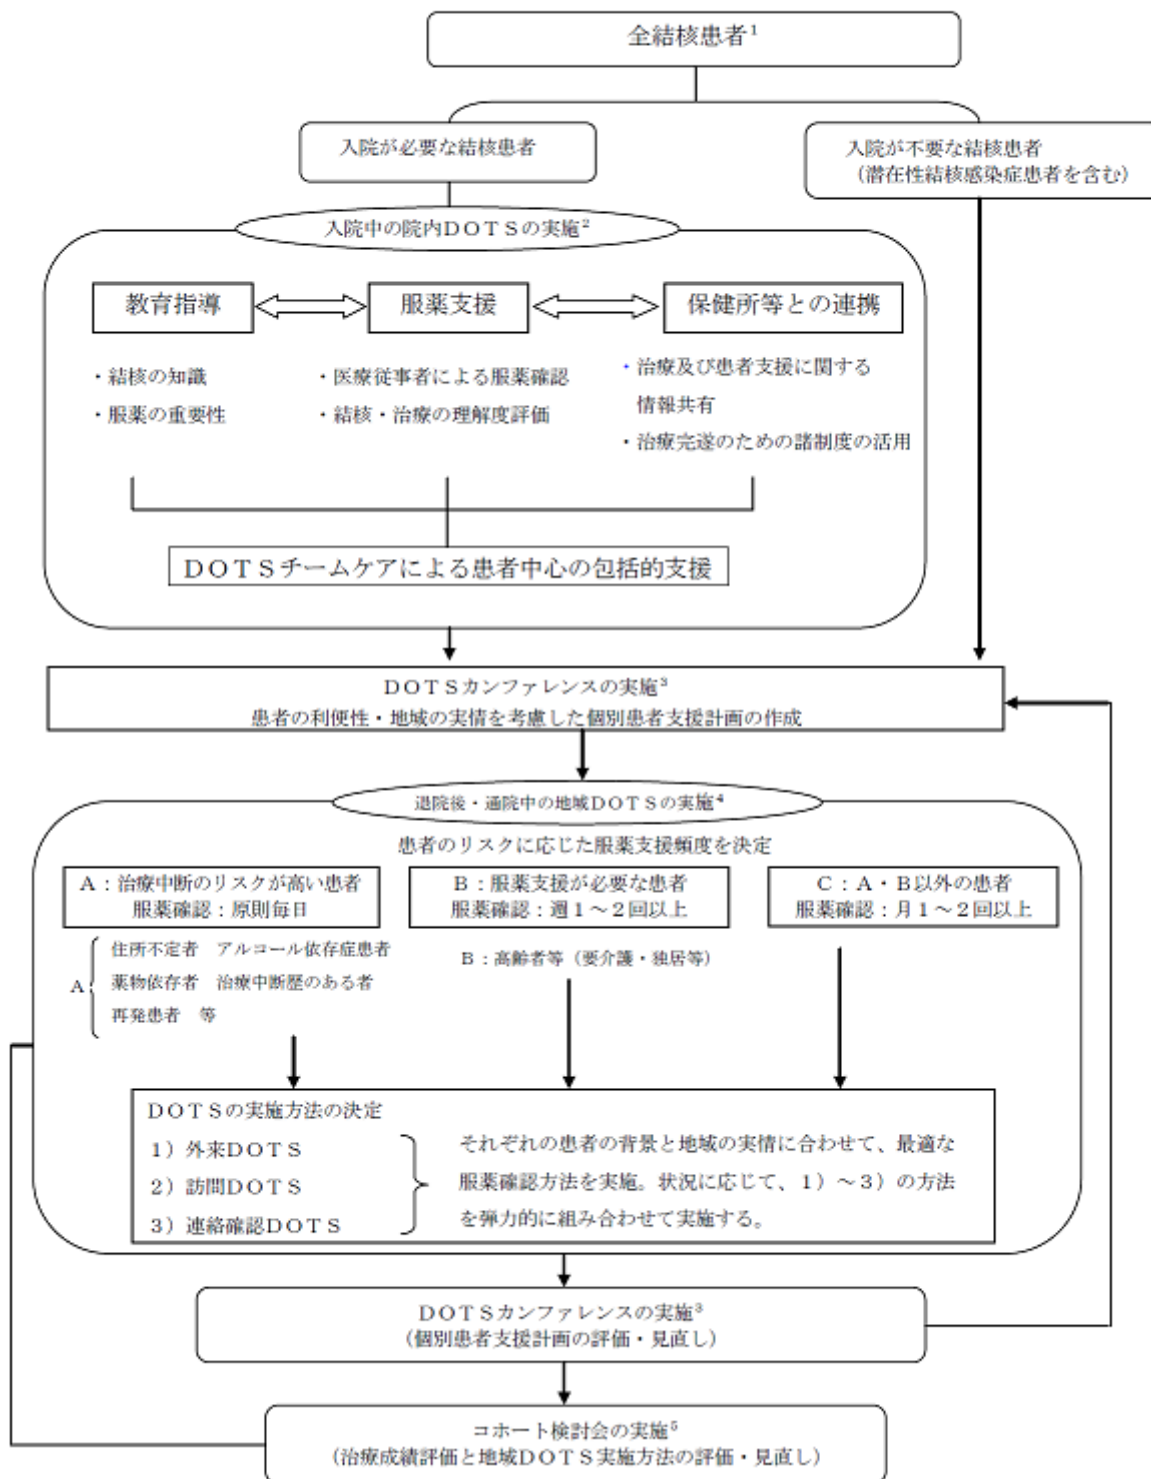 全結核患者¹
入院が必要な結核患者
入院が不要な結核患者
（潜在性結核感染症患者を含む）
入院中の院内ＤＯＴＳの実施²
教育指導
服薬支援
保健所等との連携
・結核の知識
・服薬の重要性
・医療従事者による服薬確認
・結核・治療の理解度評価
・治療及び患者支援に関する
情報共有
・治療完遂のための諸制度の活用
ＤＯＴＳチームケアによる患者中心の包括的支援
ＤＯＴＳカンファレンスの実施³
患者の利便性・地域の実情を考慮した個別患者支援計画の作成
退院後・通院中の地域ＤＯＴＳの実施⁴
患者のリスクに応じた服薬支援頻度を決定
Ａ：治療中断のリスクが高い患者
服薬確認：原則毎日
Ｂ：服薬支援が必要な患者
服薬確認：週１～２回以上
Ｃ：Ａ・Ｂ以外の患者
服薬確認：月１～２回以上
Ａ
住所不定者　アルコール依存症患者
薬物依存者　治療中断歴のある者
再発患者　等
Ｂ：高齢者等（要介護・独居等）
ＤＯＴＳの実施方法の決定
１）外来ＤＯＴＳ
２）訪問ＤＯＴＳ
３）連絡確認ＤＯＴＳ
それぞれの患者の背景と地域の実情に合わせて、最適な
服薬確認方法を実施。状況に応じて、１）～３）の方法
を弾力的に組み合わせて実施する。
ＤＯＴＳカンファレンスの実施³
（個別患者支援計画の評価・見直し）
コホート検討会の実施⁵
（治療成績評価と地域ＤＯＴＳ実施方法の評価・見直し）